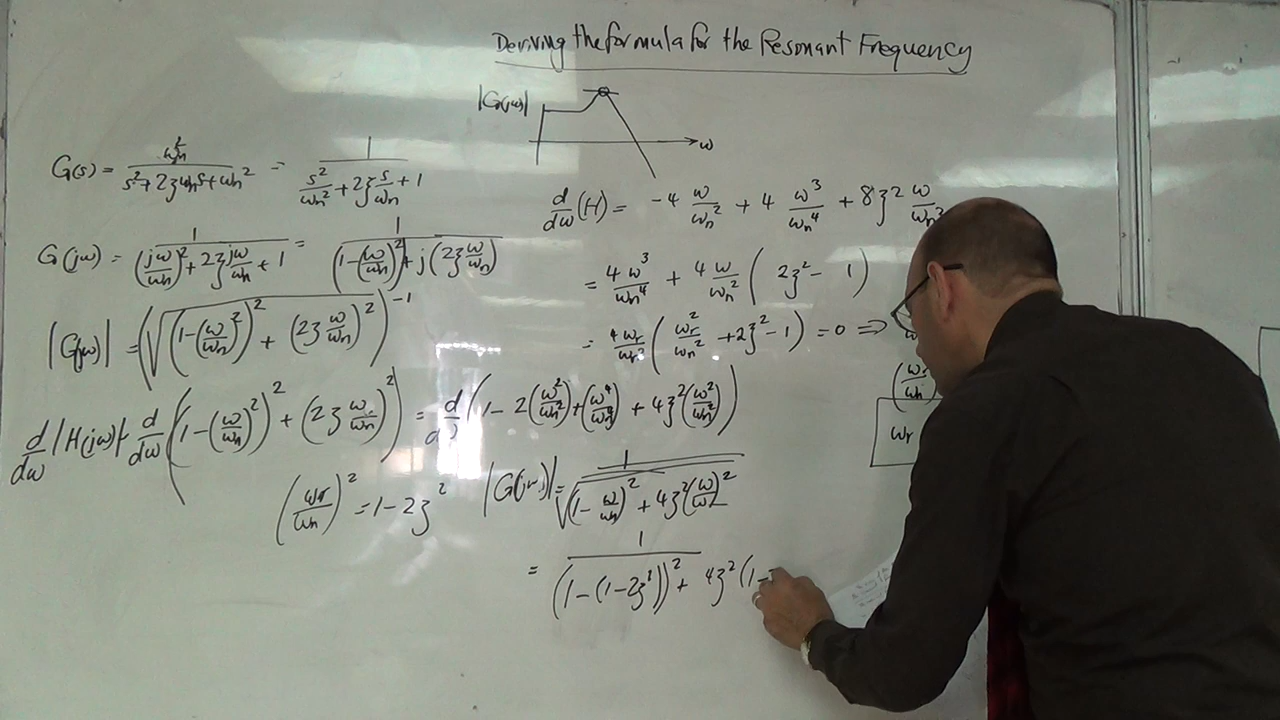 Deriving the formula for the Resonant Frequency
|G(jω)|
ω
G(s) = ωn² / (s² + 2ζωns + ωn²) = 1 / (s²/ωn² + 2ζ s/ωn + 1)
G(jω) = 1 / ((jω/ωn)² + 2ζ jω/ωn + 1) = 1 / ((1-(ω/ωn)²) + j(2ζ ω/ωn))
|G(jω)| = (√((1-(ω/ωn)²)² + (2ζ ω/ωn)²))⁻¹
d/dω |H(jω)| = d/dω ((1-(ω/ωn)²)² + (2ζ ω/ωn)²) = d/dω (1 - 2(ω²/ωn²) + (ω⁴/ωn⁴) + 4ζ²(ω²/ωn²))
(ωr/ωn)² = 1-2ζ²
d/dω (H) = -4 ω/ωn² + 4 ω³/ωn⁴ + 8ζ² ω/ωn²
= 4ω³/ωn⁴ + 4ω/ωn² (2ζ² - 1)
= 4ωr/ωn² (ωr²/ωn² + 2ζ² - 1) = 0 ⇒
(ωr/ωn)
ωr
|G(jωr)| = 1 / √((1-ω/ωn)² + 4ζ²(ω/ω)²
= 1 / (1-(1-2ζ²))² + 4ζ²(1-